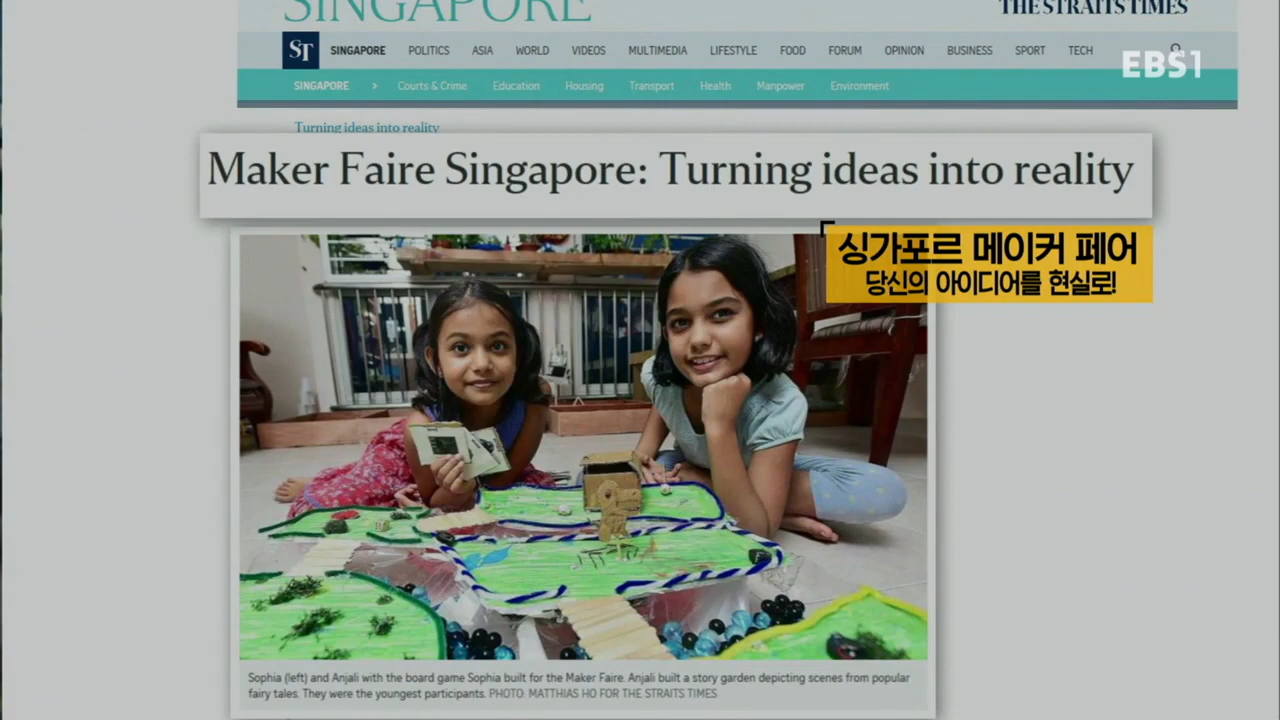 SINGAPORE
THE STRAITS TIMES
ST SINGAPORE POLITICS ASIA WORLD VIDEOS MULTIMEDIA LIFESTYLE FOOD FORUM OPINION BUSINESS SPORT TECH
EBS1
SINGAPORE > Courts & Crime Education Housing Transport Health Manpower Environment
Turning ideas into reality
Maker Faire Singapore: Turning ideas into reality
싱가포르 메이커 페어
당신의 아이디어를 현실로!
Sophia (left) and Anjali with the board game Sophia built for the Maker Faire. Anjali built a story garden depicting scenes from popular
fairy tales. They were the youngest participants. PHOTO: MATTHIAS HO FOR THE STRAITS TIMES